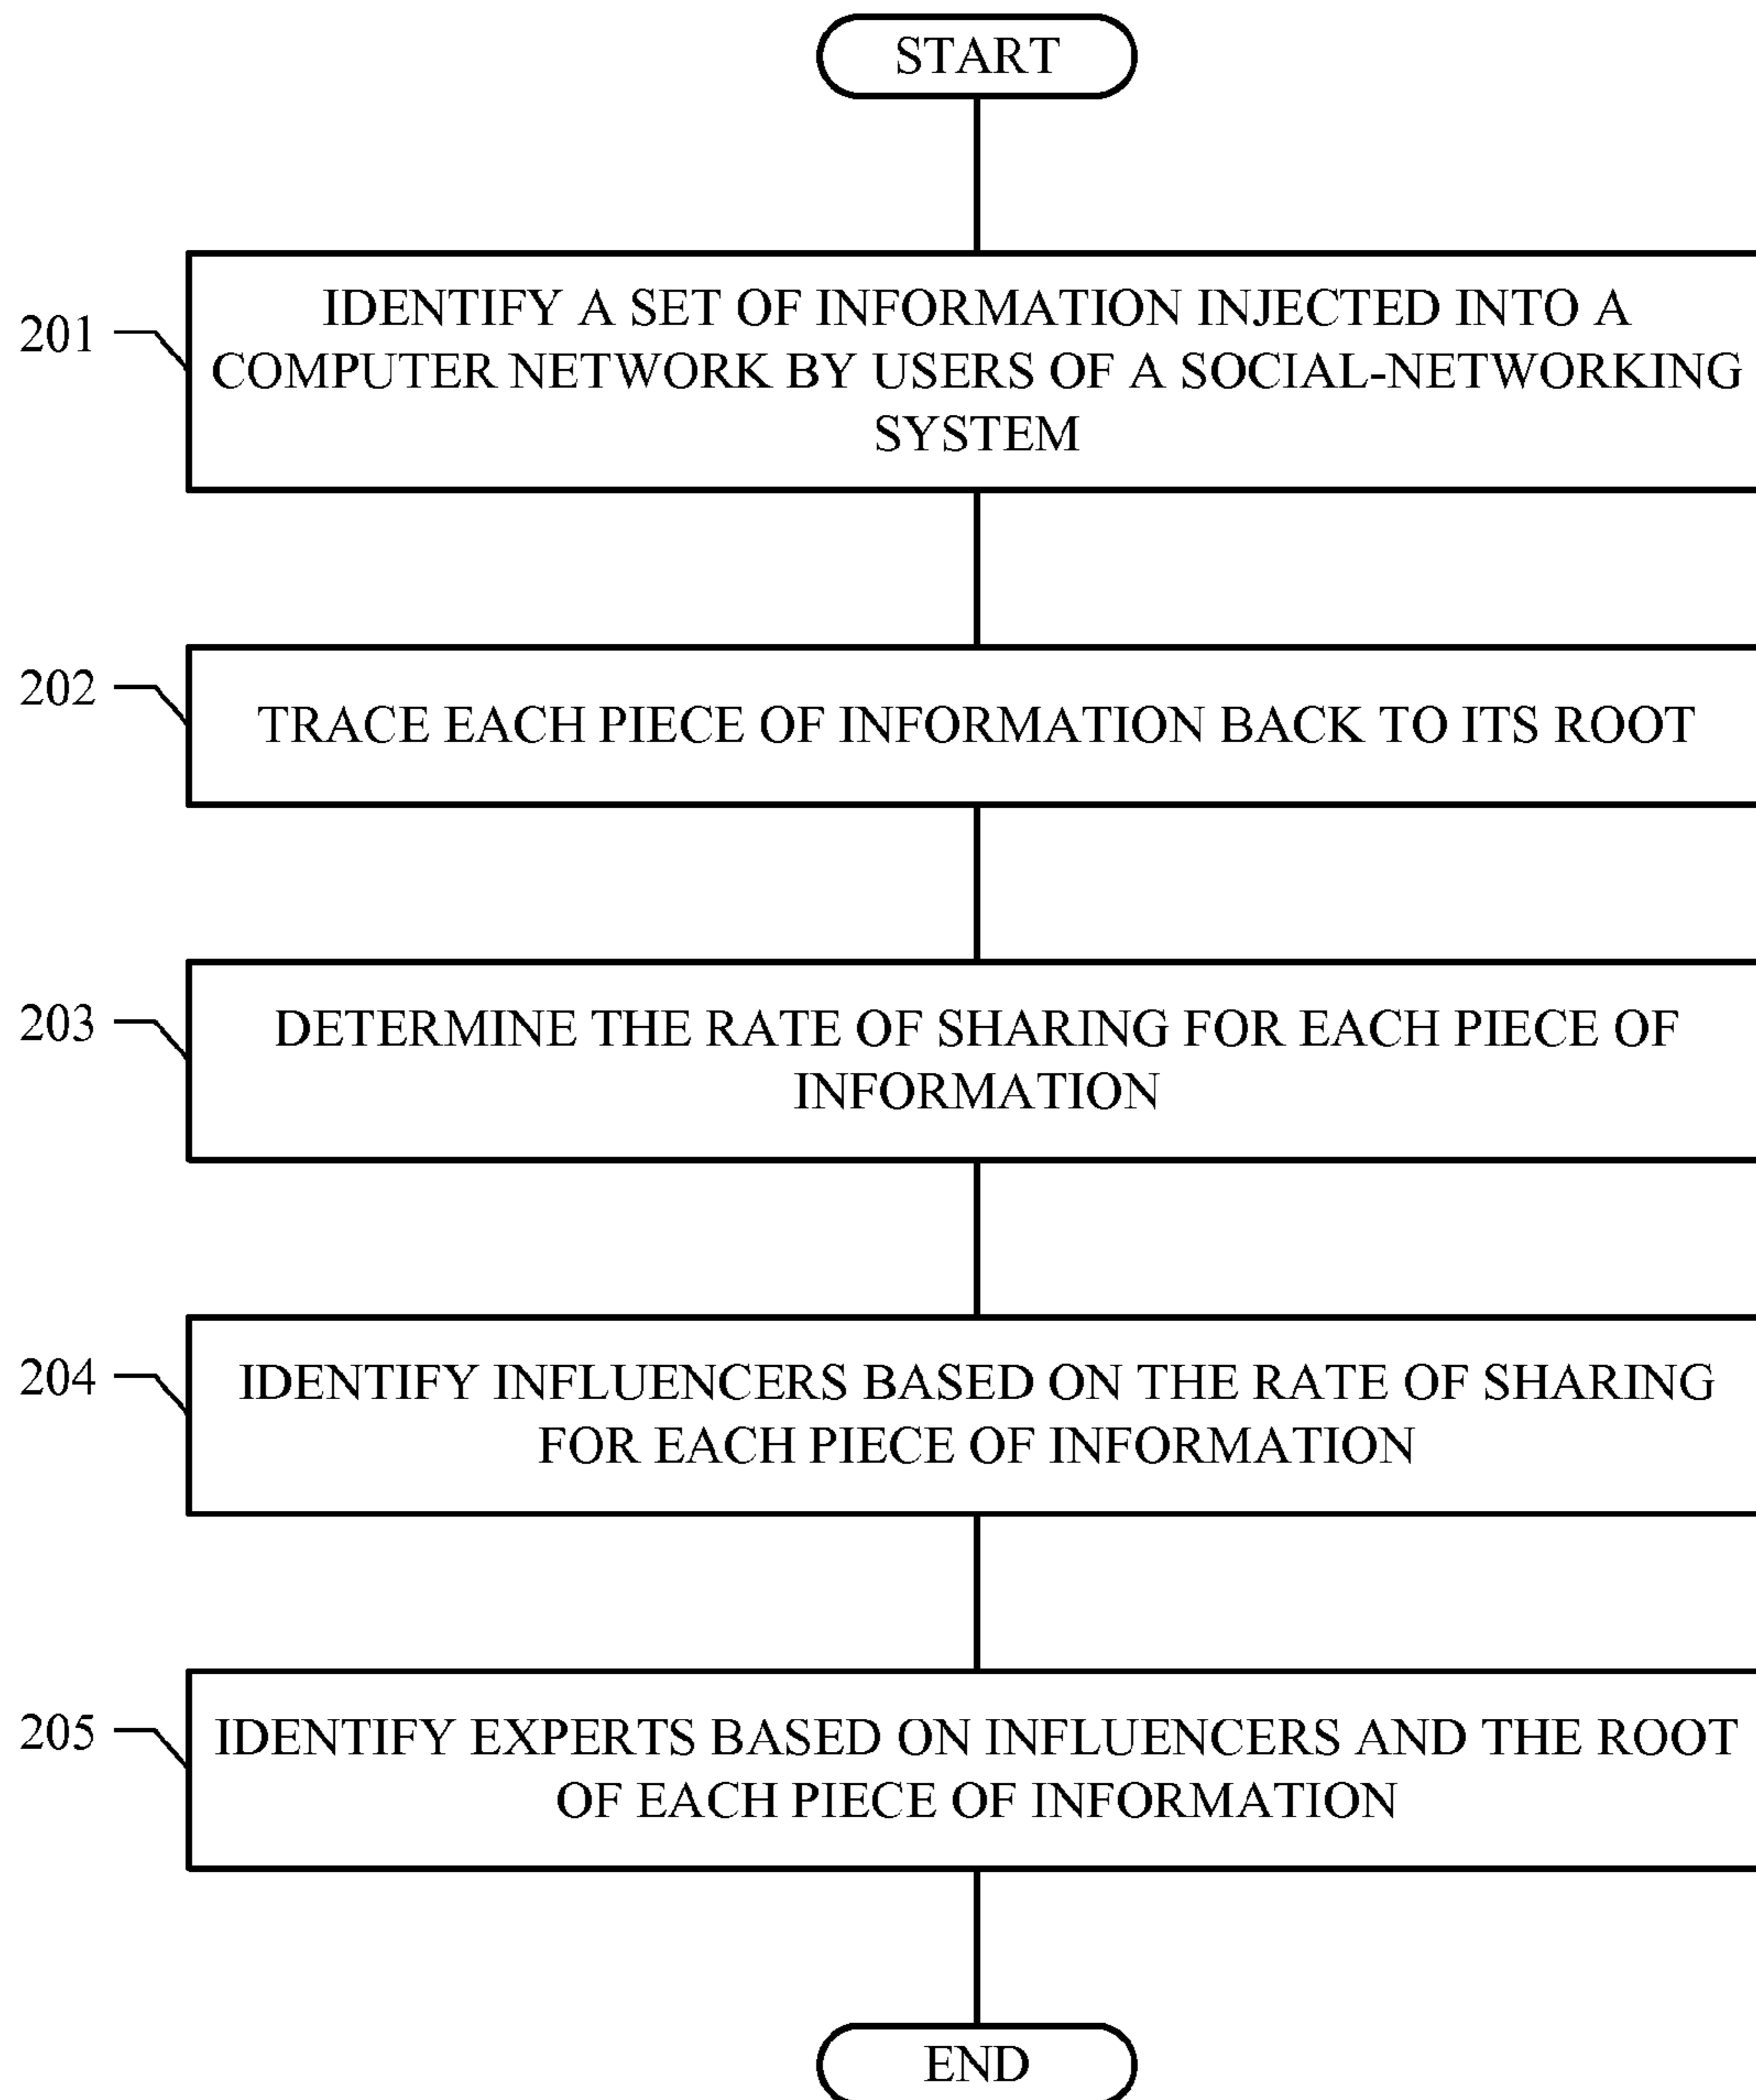 START
201
IDENTIFY A SET OF INFORMATION INJECTED INTO A
COMPUTER NETWORK BY USERS OF A SOCIAL-NETWORKING
SYSTEM
202
TRACE EACH PIECE OF INFORMATION BACK TO ITS ROOT
203
DETERMINE THE RATE OF SHARING FOR EACH PIECE OF
INFORMATION
204
IDENTIFY INFLUENCERS BASED ON THE RATE OF SHARING
FOR EACH PIECE OF INFORMATION
205
IDENTIFY EXPERTS BASED ON INFLUENCERS AND THE ROOT
OF EACH PIECE OF INFORMATION
END